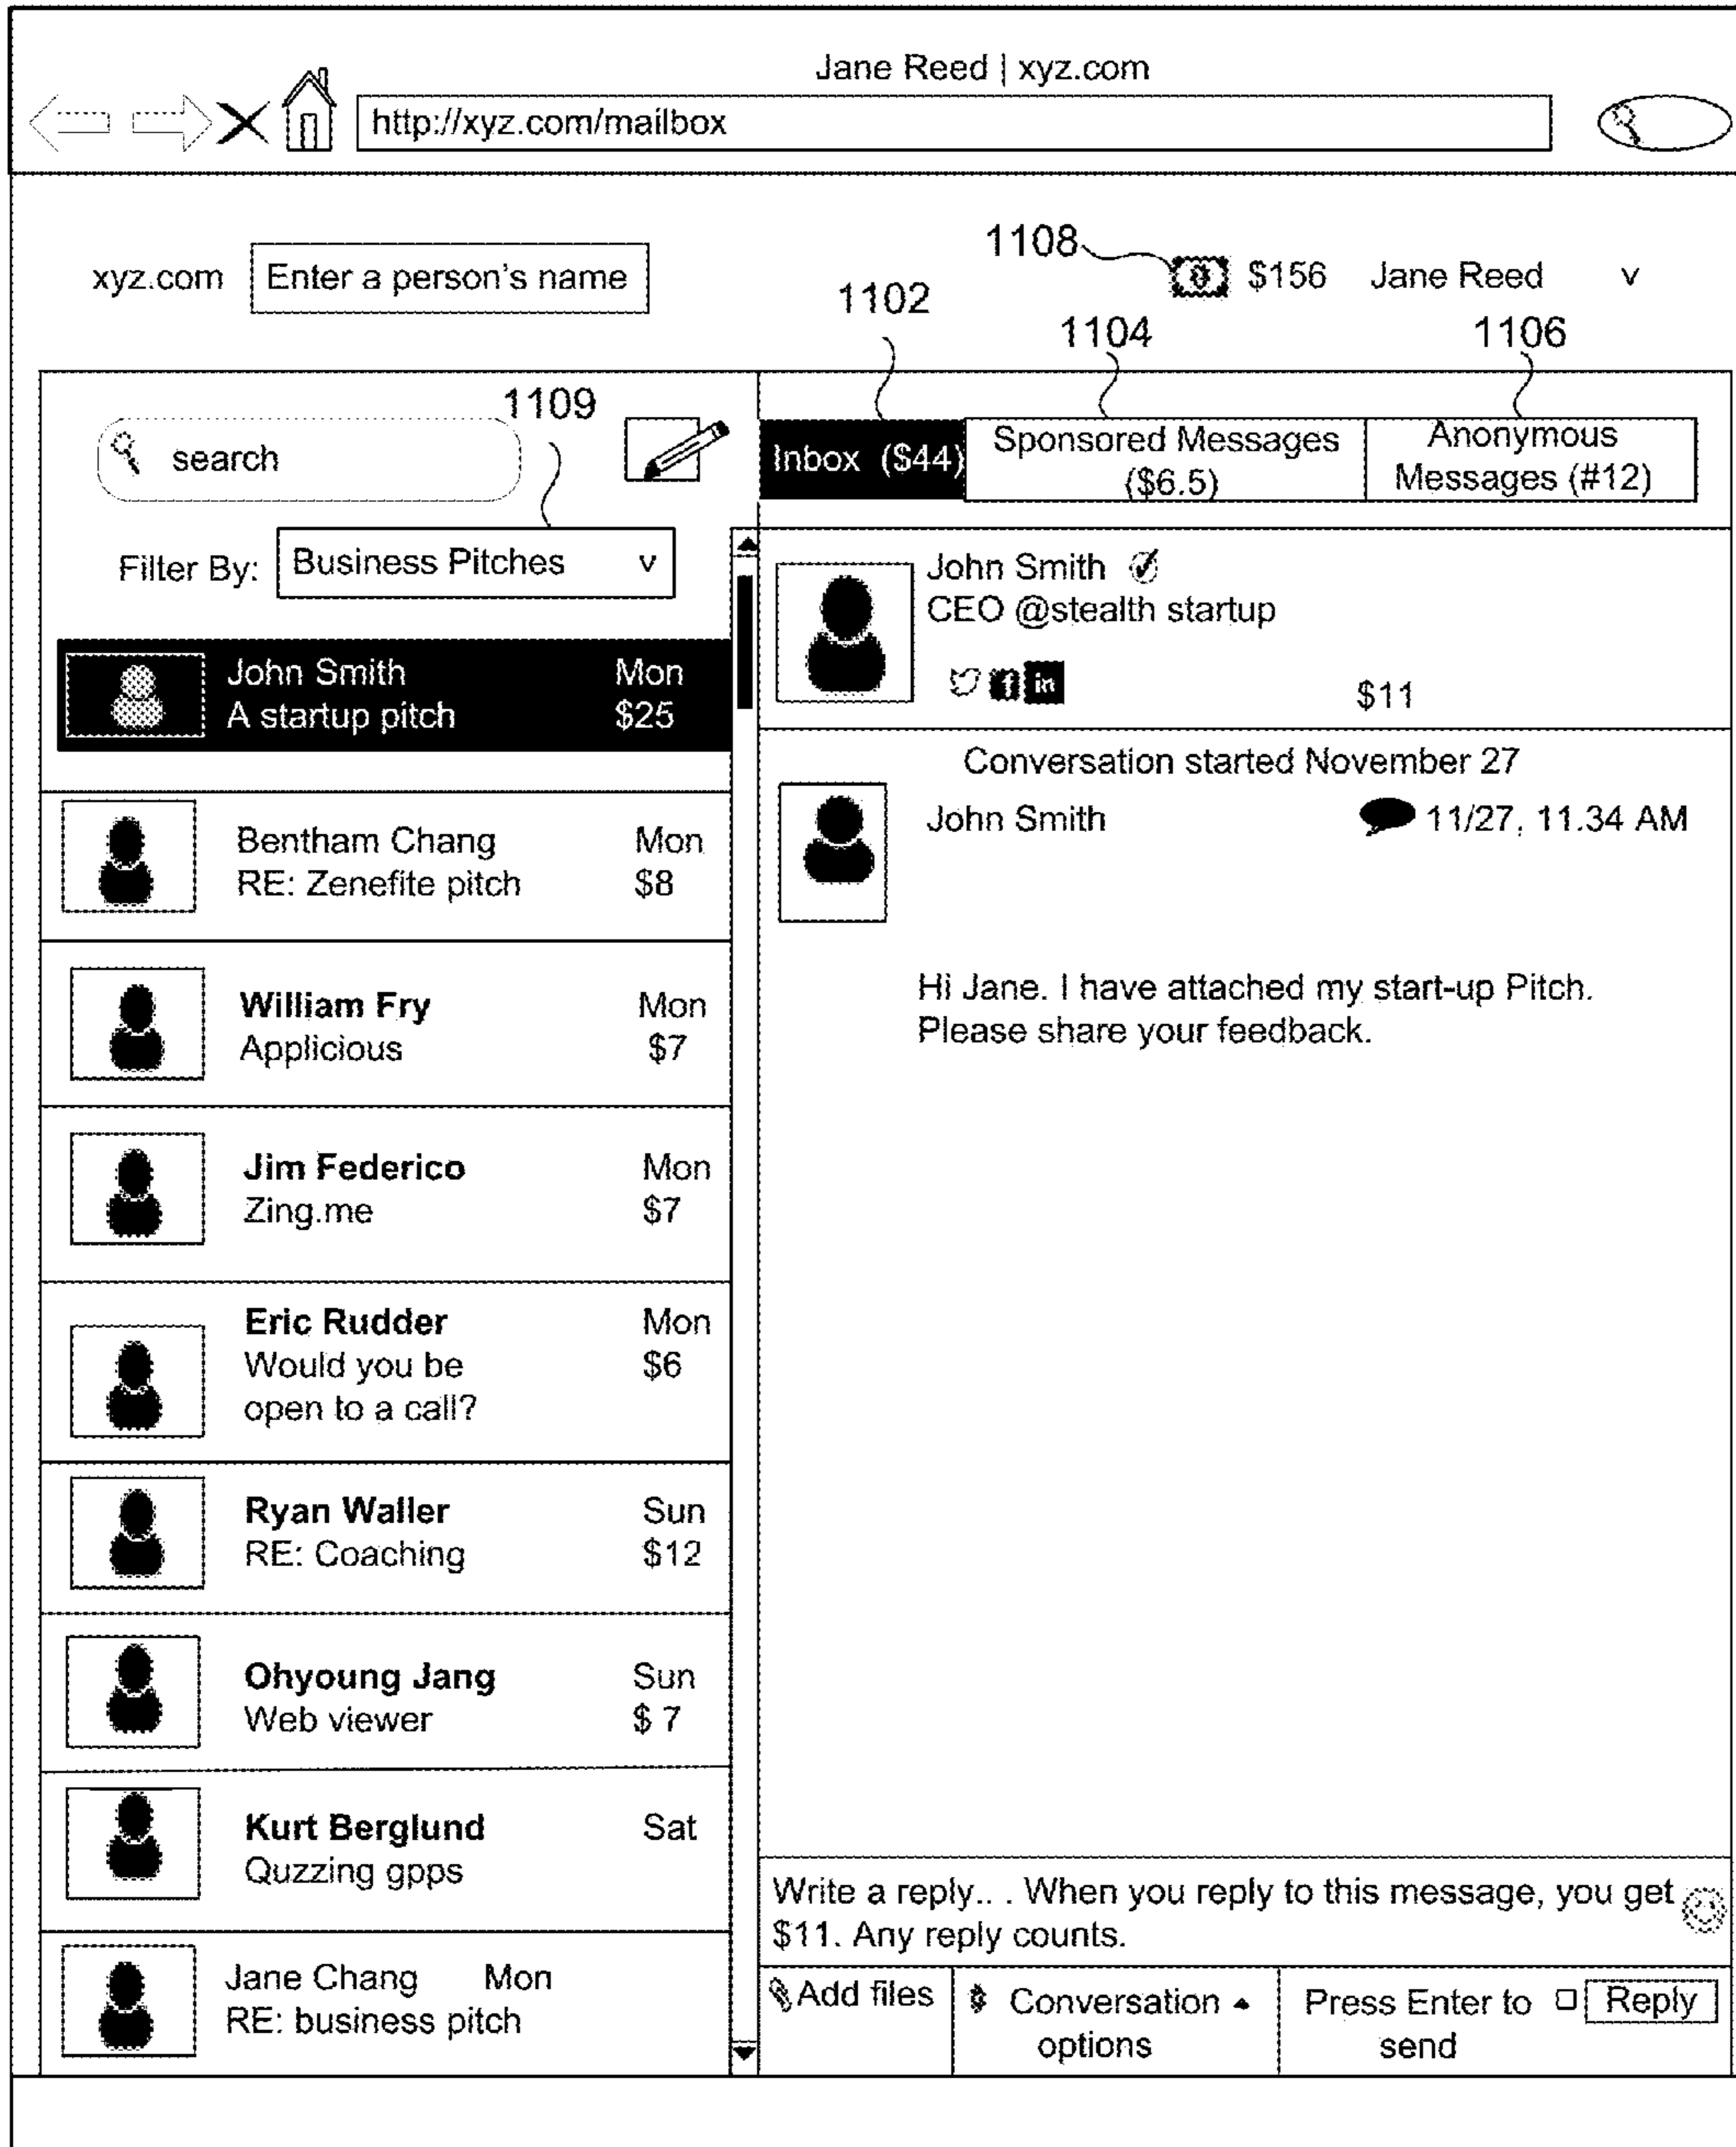 Jane Reed | xyz.com
http://xyz.com/mailbox
xyz.com
Enter a person's name
1108
$156
Jane Reed
v
1102
1104
1106
1109
search
Filter By:
Business Pitches
v
Inbox ($44)
Sponsored Messages
($6.5)
Anonymous
Messages (#12)
John Smith Mon
A startup pitch $25
Bentham Chang Mon
RE: Zenefite pitch $8
William Fry Mon
Applicious $7
Jim Federico Mon
Zing.me $7
Eric Rudder Mon
Would you be $6
open to a call?
Ryan Waller Sun
RE: Coaching $12
Ohyoung Jang Sun
Web viewer $ 7
Kurt Berglund Sat
Quzzing gpps
Jane Chang Mon
RE: business pitch
John Smith
CEO @stealth startup
f in
$11
Conversation started November 27
John Smith 11/27, 11.34 AM
Hi Jane. I have attached my start-up Pitch.
Please share your feedback.
Write a reply.. . When you reply to this message, you get
$11. Any reply counts.
Add files
Conversation
options
Press Enter to
send
Reply